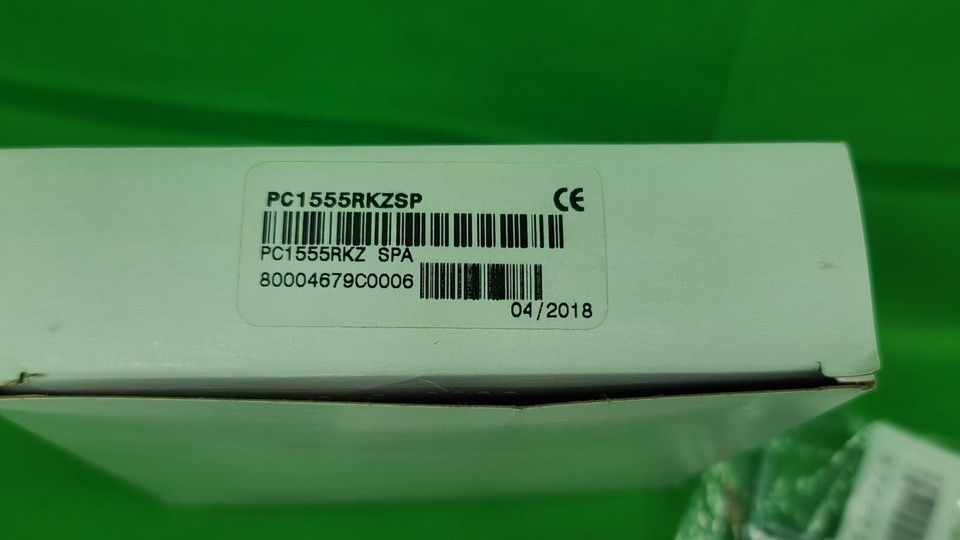 PC1555RKZSP CE
PC1555RKZ SPA
80004679C0006
04/2018